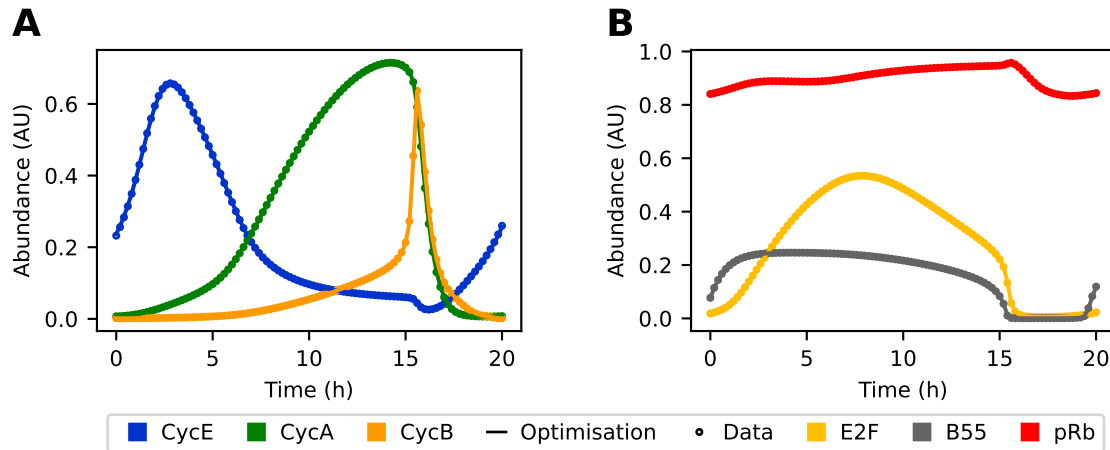 A
B
Abundance (AU)
0.6
0.4
0.2
0.0
0
5
10
15
20
Time (h)
Abundance (AU)
1.0
0.8
0.6
0.4
0.2
0.0
0
5
10
15
20
Time (h)
CycE CycA CycB Optimisation Data E2F B55 pRb